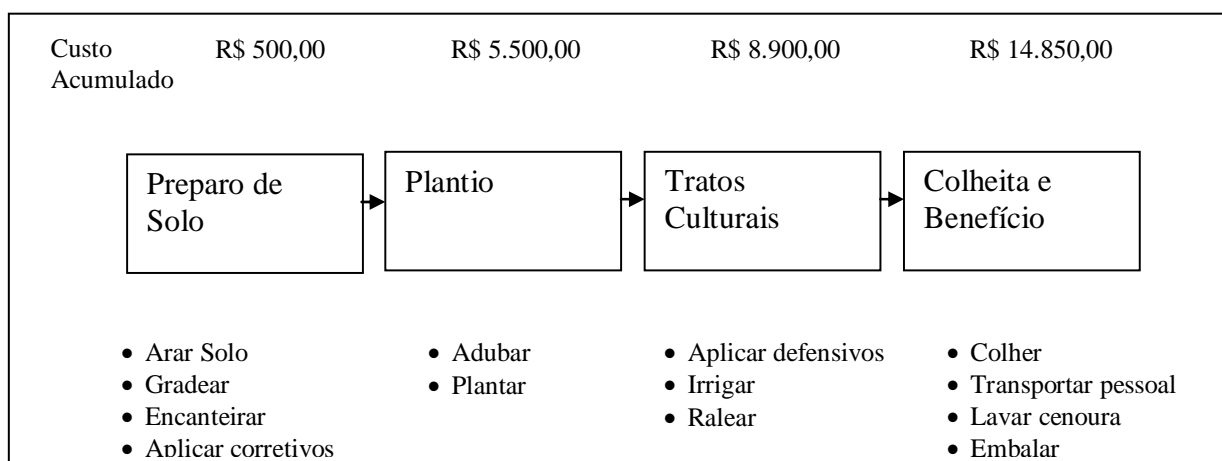 Custo R$ 500,00 R$ 5.500,00 R$ 8.900,00 R$ 14.850,00
Acumulado
Preparo de
Solo
Plantio
Tratos
Culturais
Colheita e
Benefício
• Arar Solo
• Gradear
• Encanteirar
• Aplicar corretivos
• Adubar
• Plantar
• Aplicar defensivos
• Irrigar
• Ralear
• Colher
• Transportar pessoal
• Lavar cenoura
• Embalar